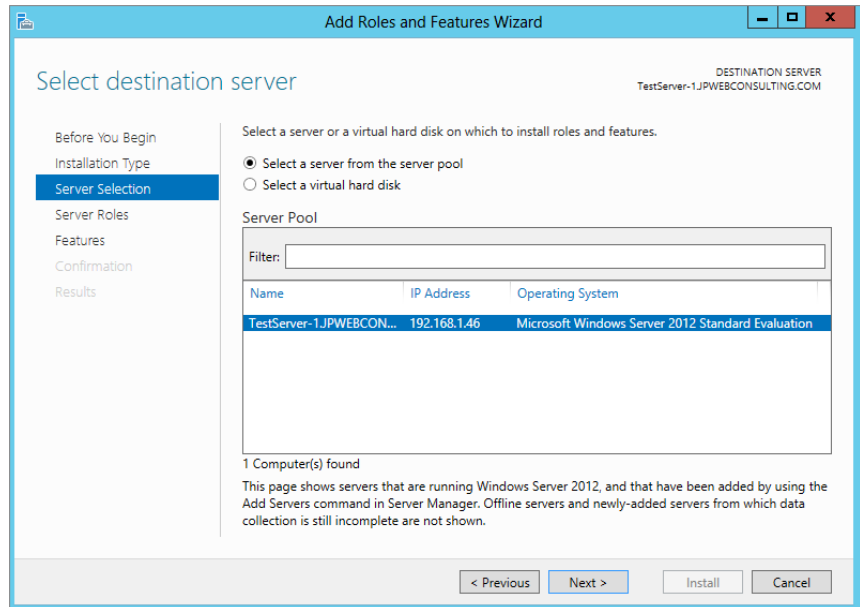 Add Roles and Features Wizard
Select destination server
DESTINATION SERVER
TestServer-1.JPWEBCONSULTING.COM
Before You Begin
Installation Type
Server Selection
Server Roles
Features
Confirmation
Results
Select a server or a virtual hard disk on which to install roles and features.
Select a server from the server pool
Select a virtual hard disk
Server Pool
Filter:
Name IP Address Operating System
TestServer-1.JPWEBCON... 192.168.1.46 Microsoft Windows Server 2012 Standard Evaluation
1 Computer(s) found
This page shows servers that are running Windows Server 2012, and that have been added by using the
Add Servers command in Server Manager. Offline servers and newly-added servers from which data
collection is still incomplete are not shown.
< Previous Next > Install Cancel